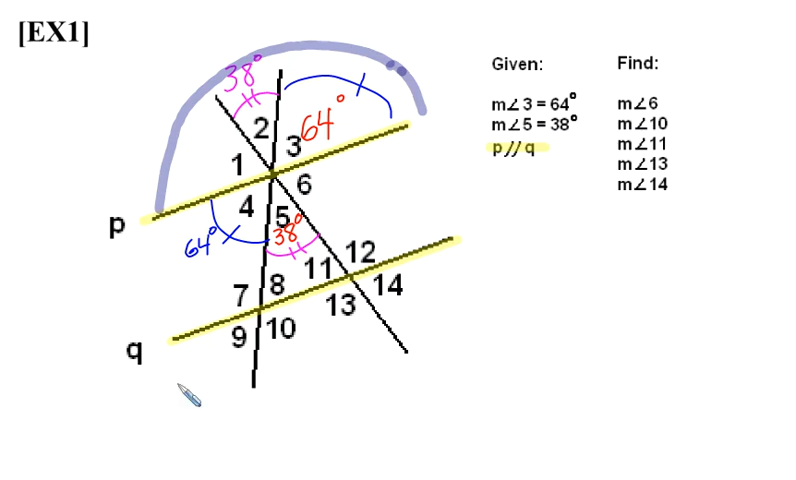 [EX1]
Given:
m∠3 = 64°
m∠5 = 38°
p//q
Find:
m∠6
m∠10
m∠11
m∠13
m∠14
38°
2
3
64°
1
6
4
5
38°
64°
p
12
11
14
7
8
13
9
10
q